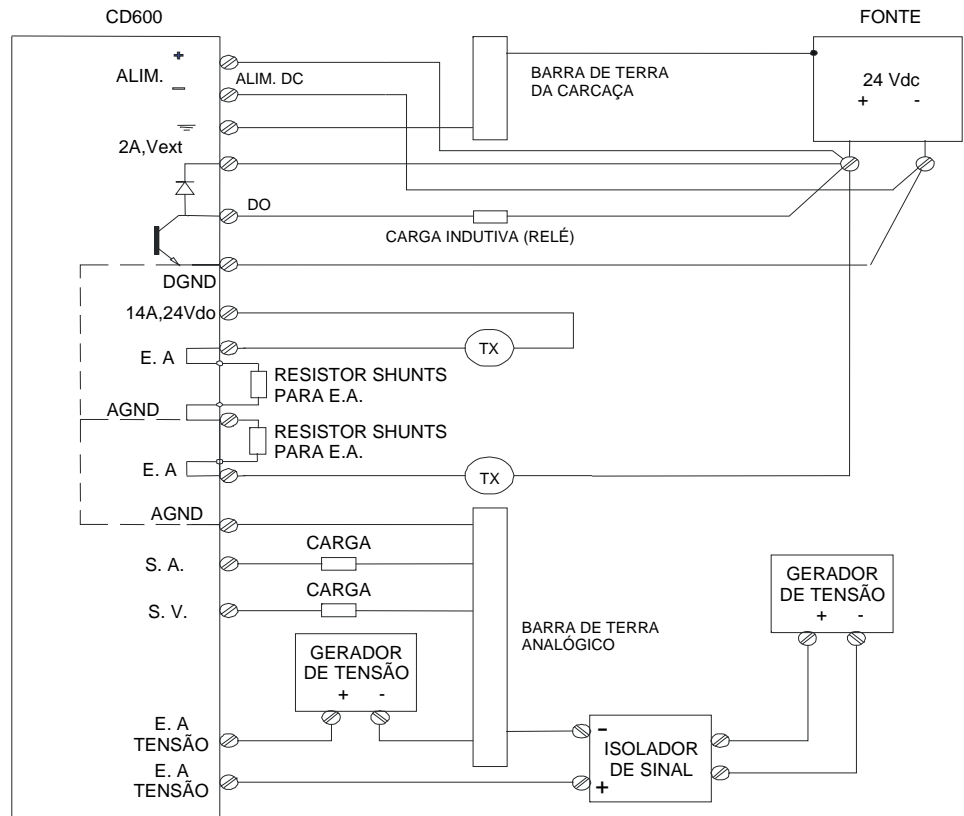 CD600
FONTE
+
ALIM.
−
ALIM. DC
BARRA DE TERRA
DA CARCAÇA
24 Vdc
+ -
2A,Vext
DO
CARGA INDUTIVA (RELÉ)
DGND
14A,24Vdo
TX
E. A
RESISTOR SHUNTS
PARA E.A.
AGND
RESISTOR SHUNTS
PARA E.A.
E. A
TX
AGND
CARGA
S. A.
CARGA
S. V.
BARRA DE TERRA
ANALÓGICO
GERADOR
DE TENSÃO
+ -
GERADOR
DE TENSÃO
+ -
E. A
TENSÃO
E. A
TENSÃO
-
ISOLADOR
DE SINAL
+